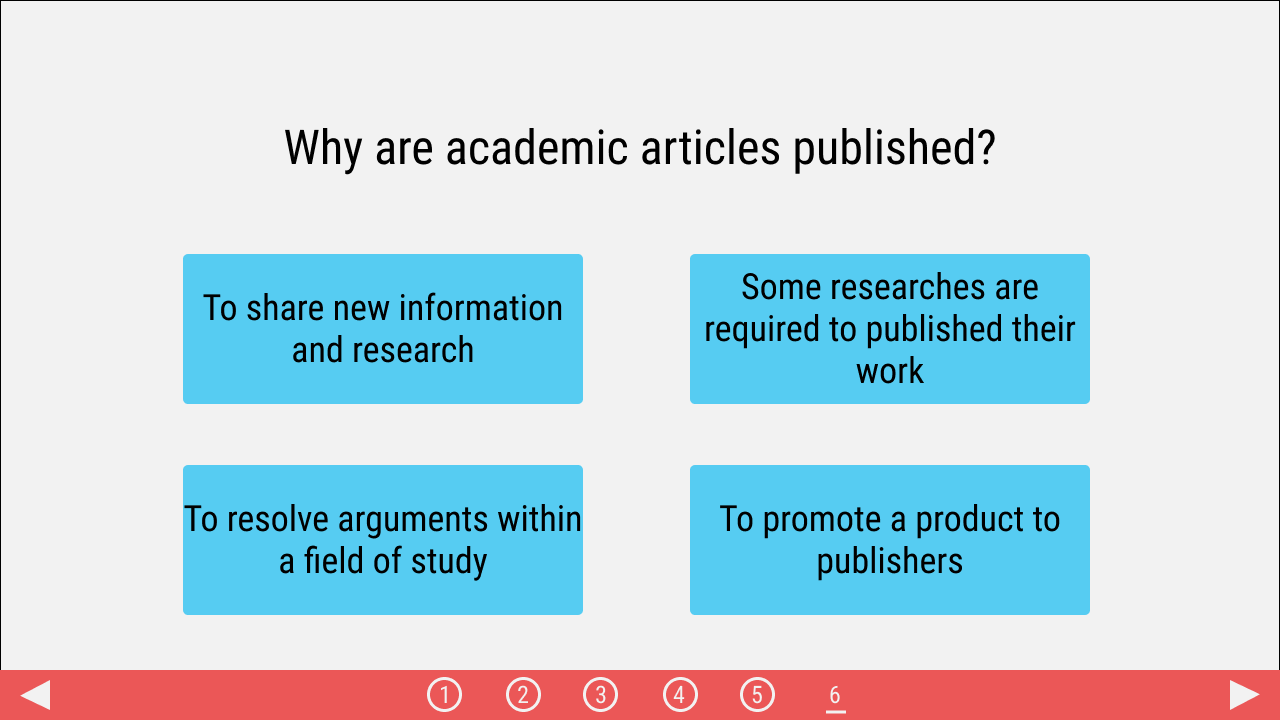 Why are academic articles published?
To share new information
and research
Some researches are
required to published their
work
To resolve arguments within
a field of study
To promote a product to
publishers
1 2 3 4 5 6